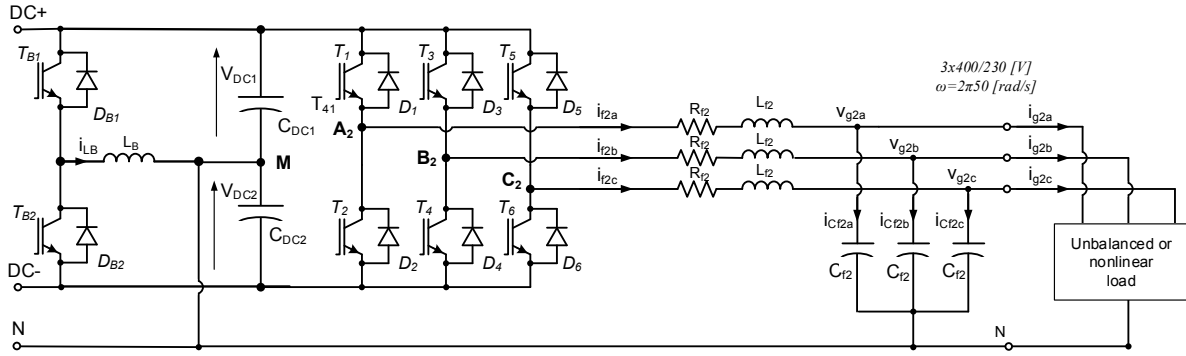 DC+
T_B1
D_B1
V_DC1
C_DC1
i_LB
L_B
M
V_DC2
C_DC2
T_B2
D_B2
DC-
N
T_1
T_41
D_1
T_3
D_3
T_5
D_5
A_2
B_2
C_2
T_2
D_2
T_4
D_4
T_6
D_6
i_f2a
i_f2b
i_f2c
R_f2
R_f2
R_f2
L_f2
L_f2
L_f2
v_g2a
v_g2b
v_g2c
3x400/230 [V]
ω=2π50 [rad/s]
i_g2a
i_g2b
i_g2c
i_Cf2a
i_Cf2b
i_Cf2c
C_f2
C_f2
C_f2
Unbalanced or
nonlinear
load
N